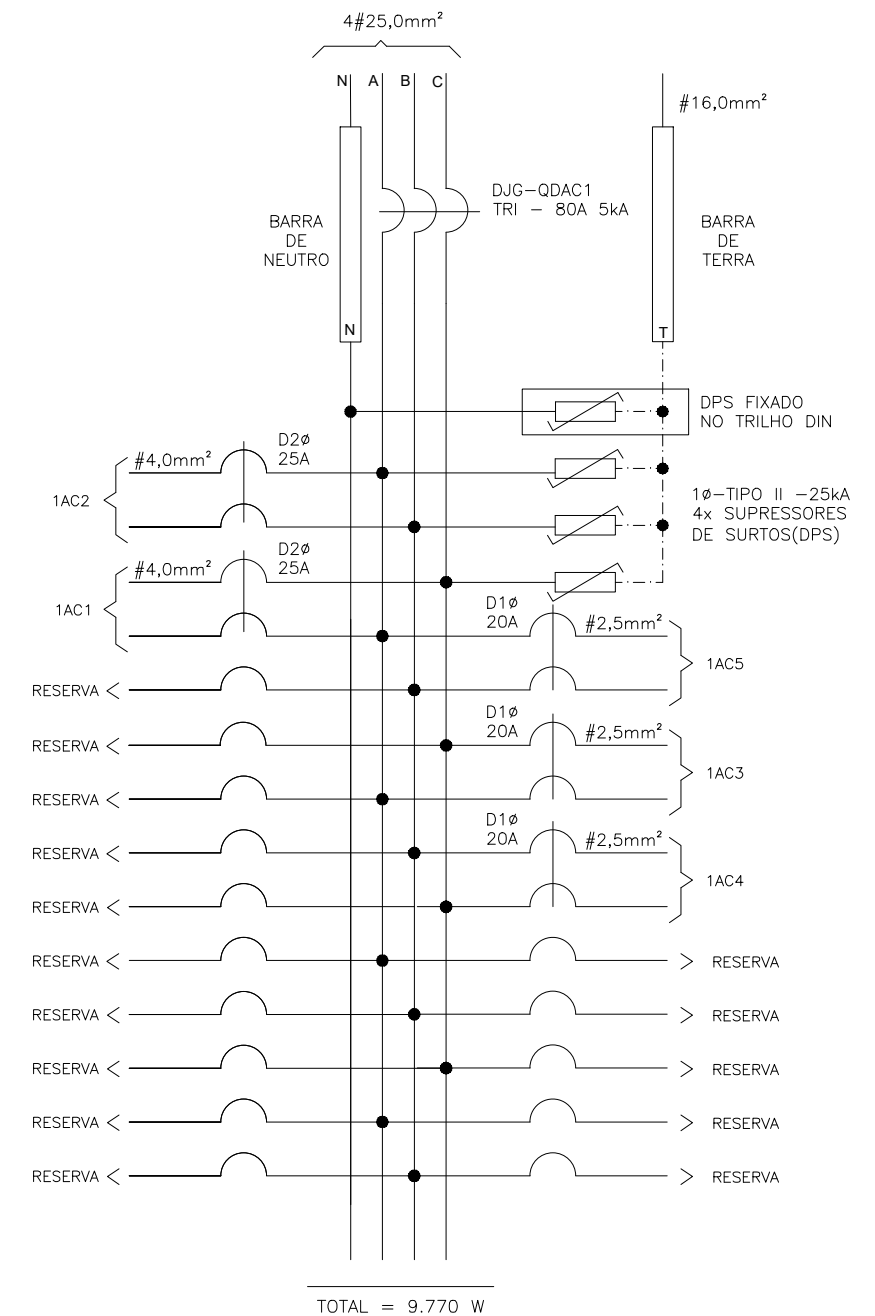 4#25,0mm²
N A B C
#16,0mm²
DJG-QDAC1
TRI - 80A 5kA
BARRA
DE
NEUTRO
BARRA
DE
TERRA
N
T
DPS FIXADO
NO TRILHO DIN
D2ø
25A
#4,0mm²
1AC2
1ø-TIPO II -25kA
4x SUPRESSORES
DE SURTOS(DPS)
D2ø
25A
#4,0mm²
1AC1
D1ø
20A
#2,5mm²
1AC5
RESERVA
D1ø
20A
#2,5mm²
RESERVA
1AC3
RESERVA
D1ø
20A
#2,5mm²
RESERVA
1AC4
RESERVA
RESERVA RESERVA
RESERVA RESERVA
RESERVA RESERVA
RESERVA RESERVA
RESERVA RESERVA
TOTAL = 9.770 W